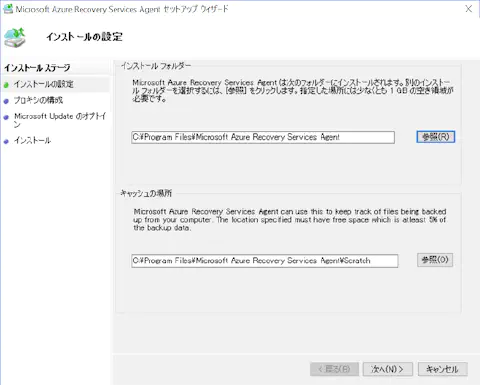 Microsoft Azure Recovery Services Agent セットアップ ウィザード
インストールの設定
インストール ステージ
インストールの設定
プロキシの構成
Microsoft Update のオプトイ
ン
インストール
インストール フォルダー
Microsoft Azure Recovery Services Agent は次のフォルダーにインストールされます。別のインストー
ル フォルダーを選択するには、[参照] をクリックします。指定した場所には少なくとも 1 GB の空き領域が
必要です。
C:¥Program Files¥Microsoft Azure Recovery Services Agent
参照(R)
キャッシュの場所
Microsoft Azure Recovery Services Agent can use this to keep track of files being backed
up from your computer. The location specified must have free space which is atleast 5% of
the backup data.
C:¥Program Files¥Microsoft Azure Recovery Services Agent¥Scratch
参照(O)
< 戻る(B)
次へ(N) >
キャンセル